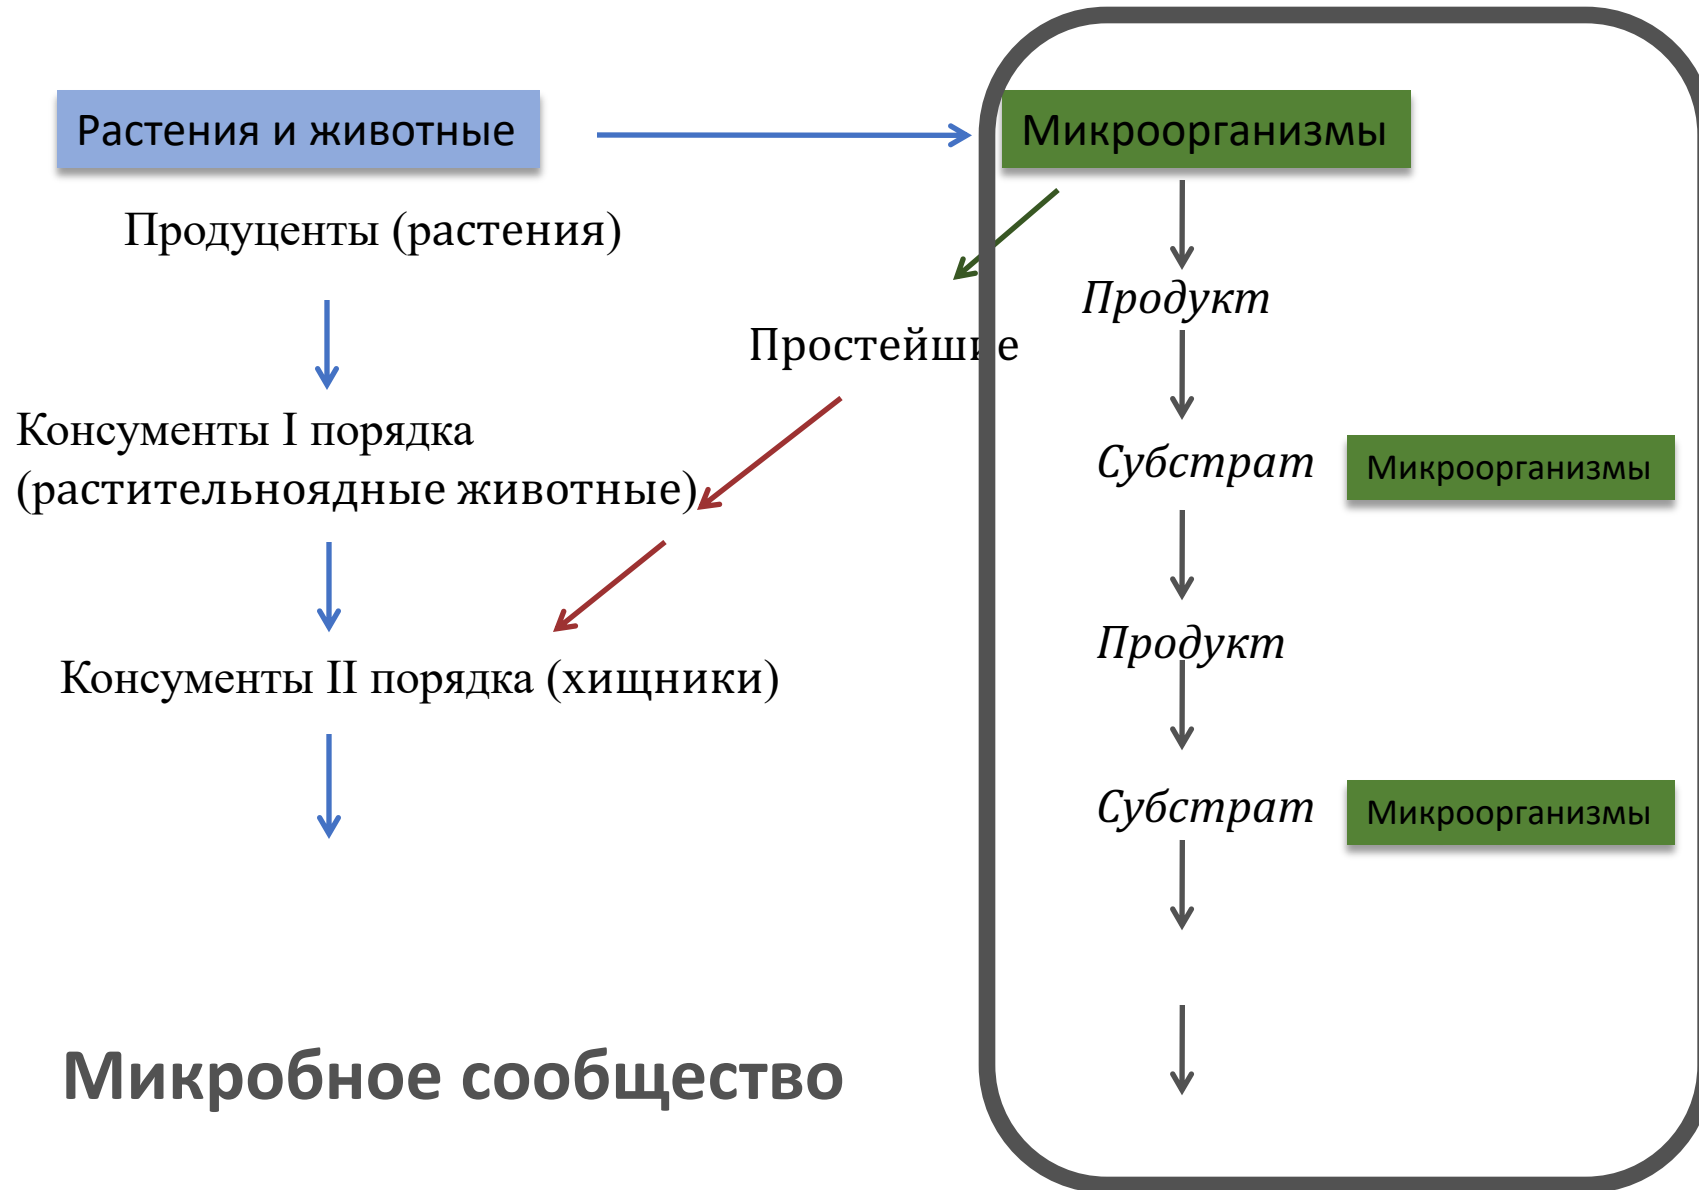 Растения и животные
Микроорганизмы
Продуценты (растения)
Продукт
Простейшие
Консументы I порядка
(растительноядные животные)
Субстрат
Микроорганизмы
Продукт
Консументы II порядка (хищники)
Субстрат
Микроорганизмы
Микробное сообщество